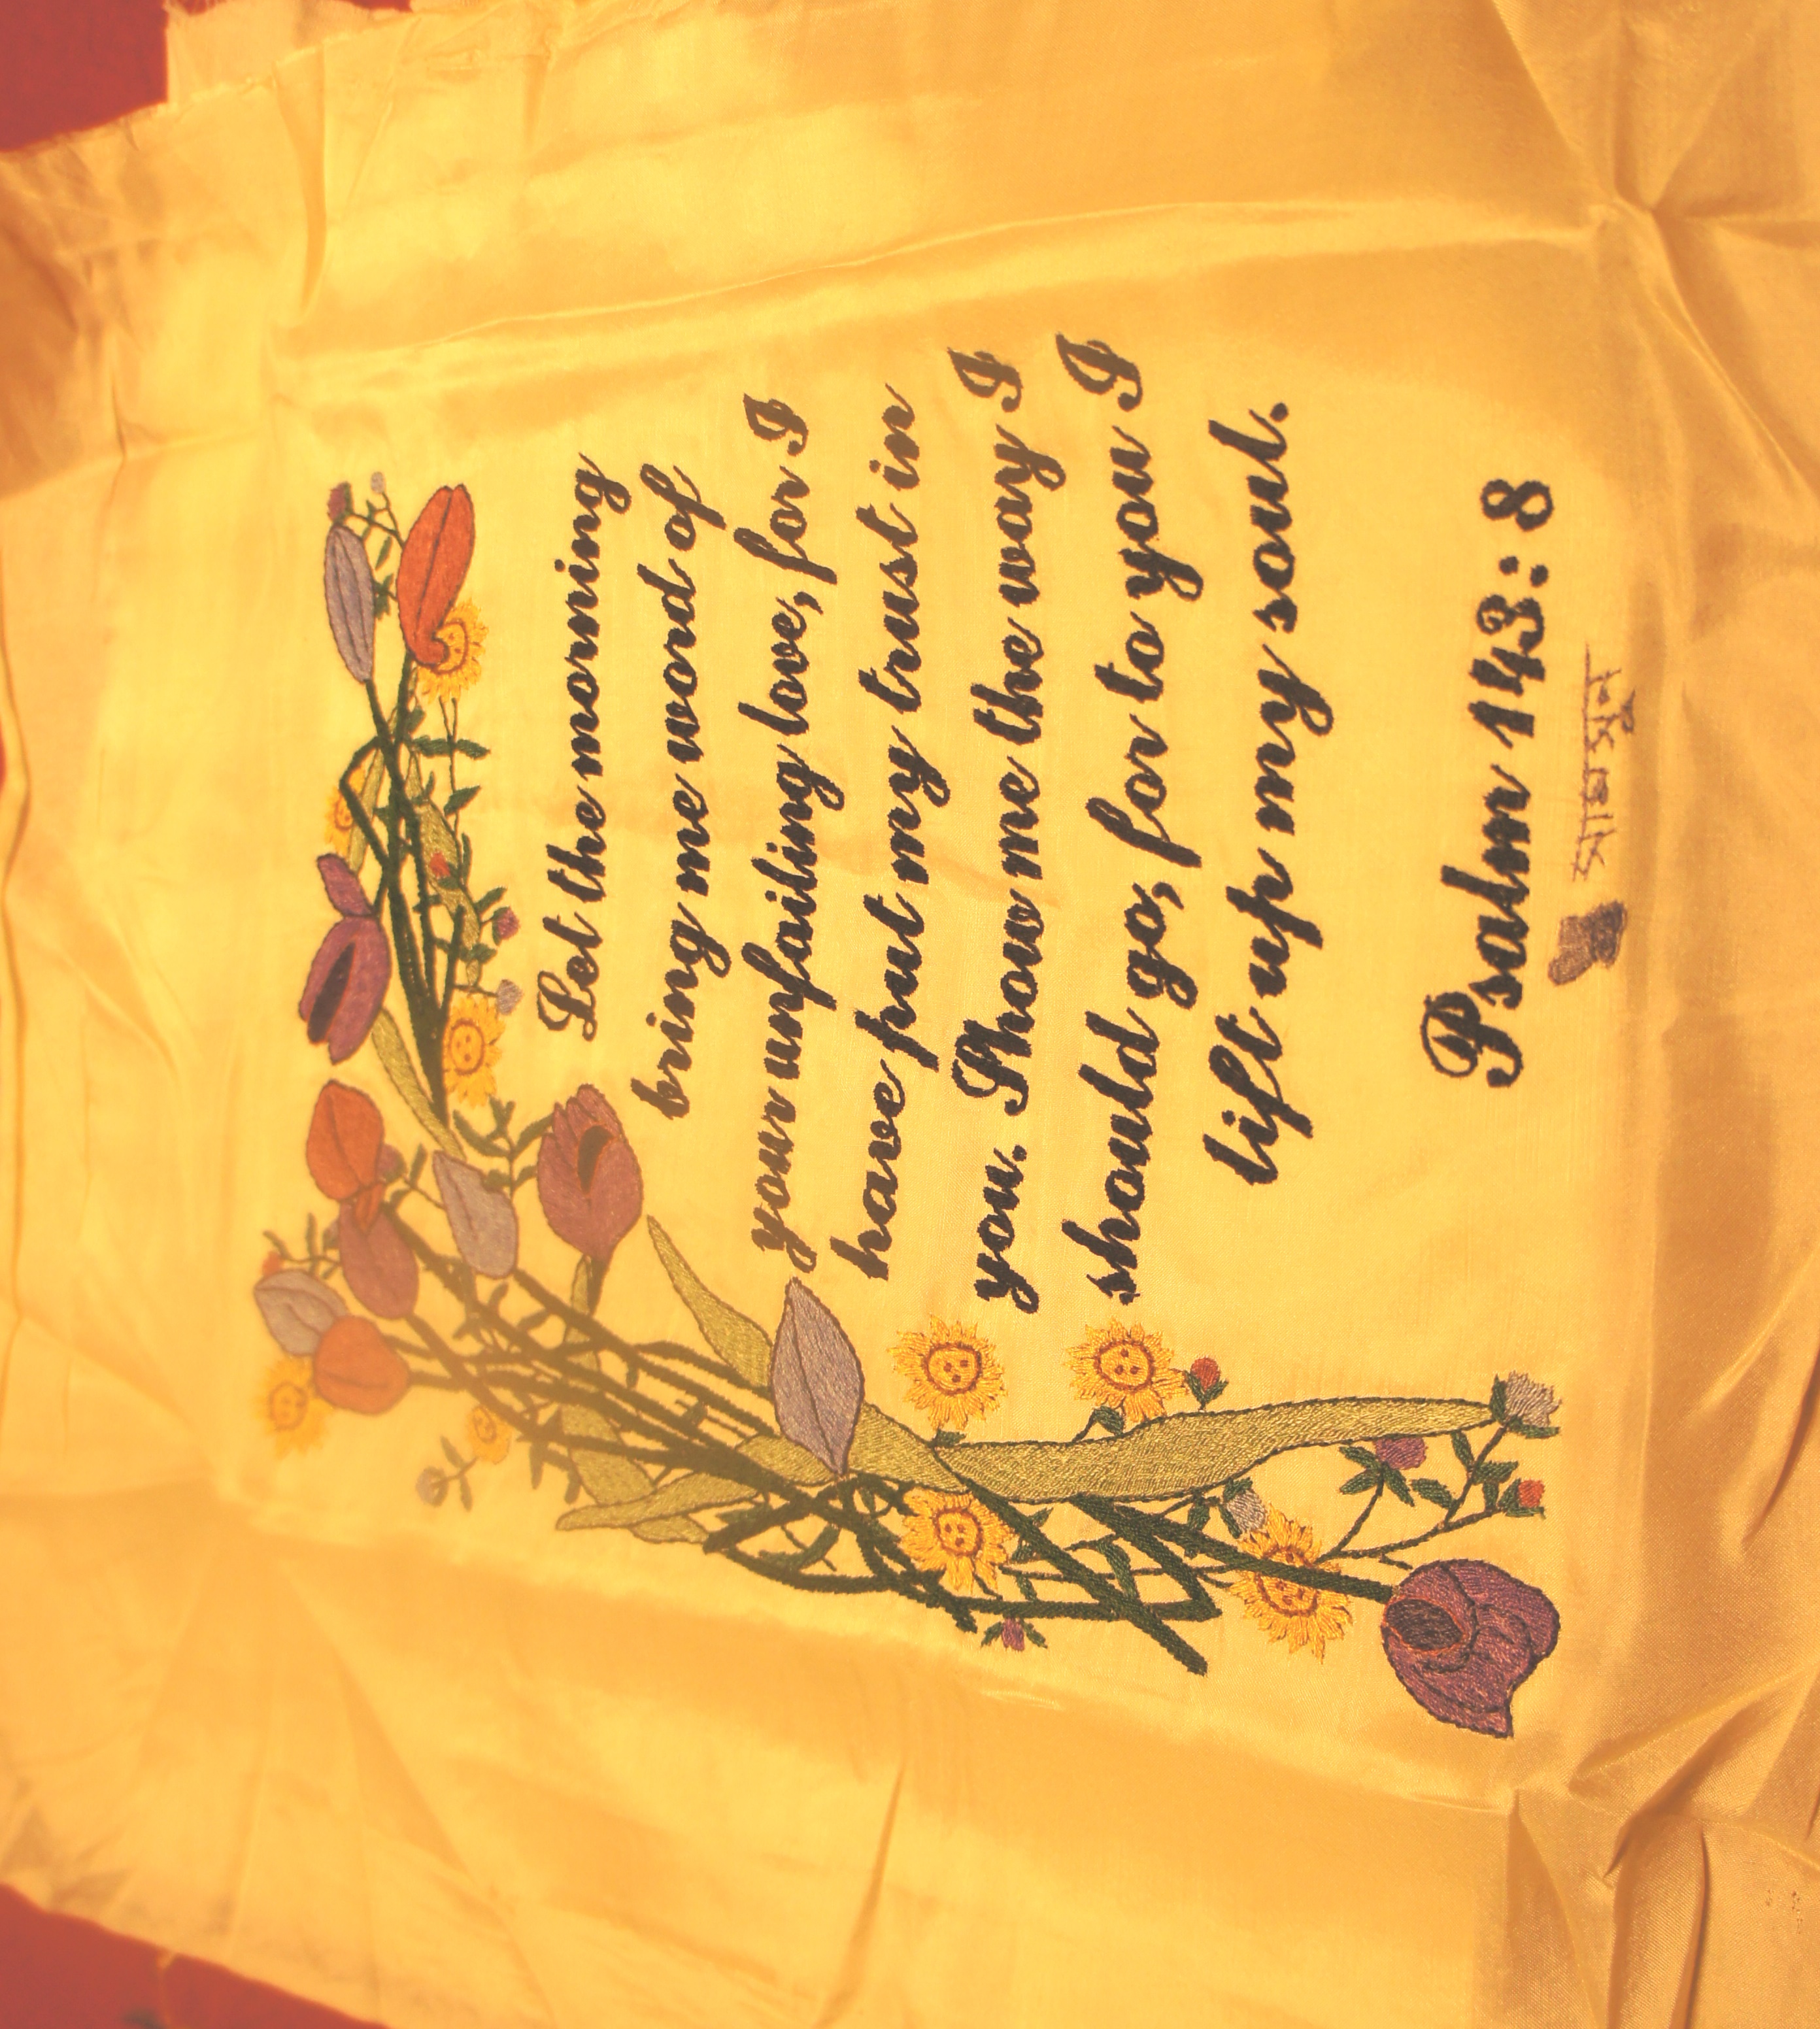 Let the morning
bring me word of
your unfailing love, for I
have put my trust in
you. Show me the way I
should go, for to you I
lift up my soul.
Psalm 143:8